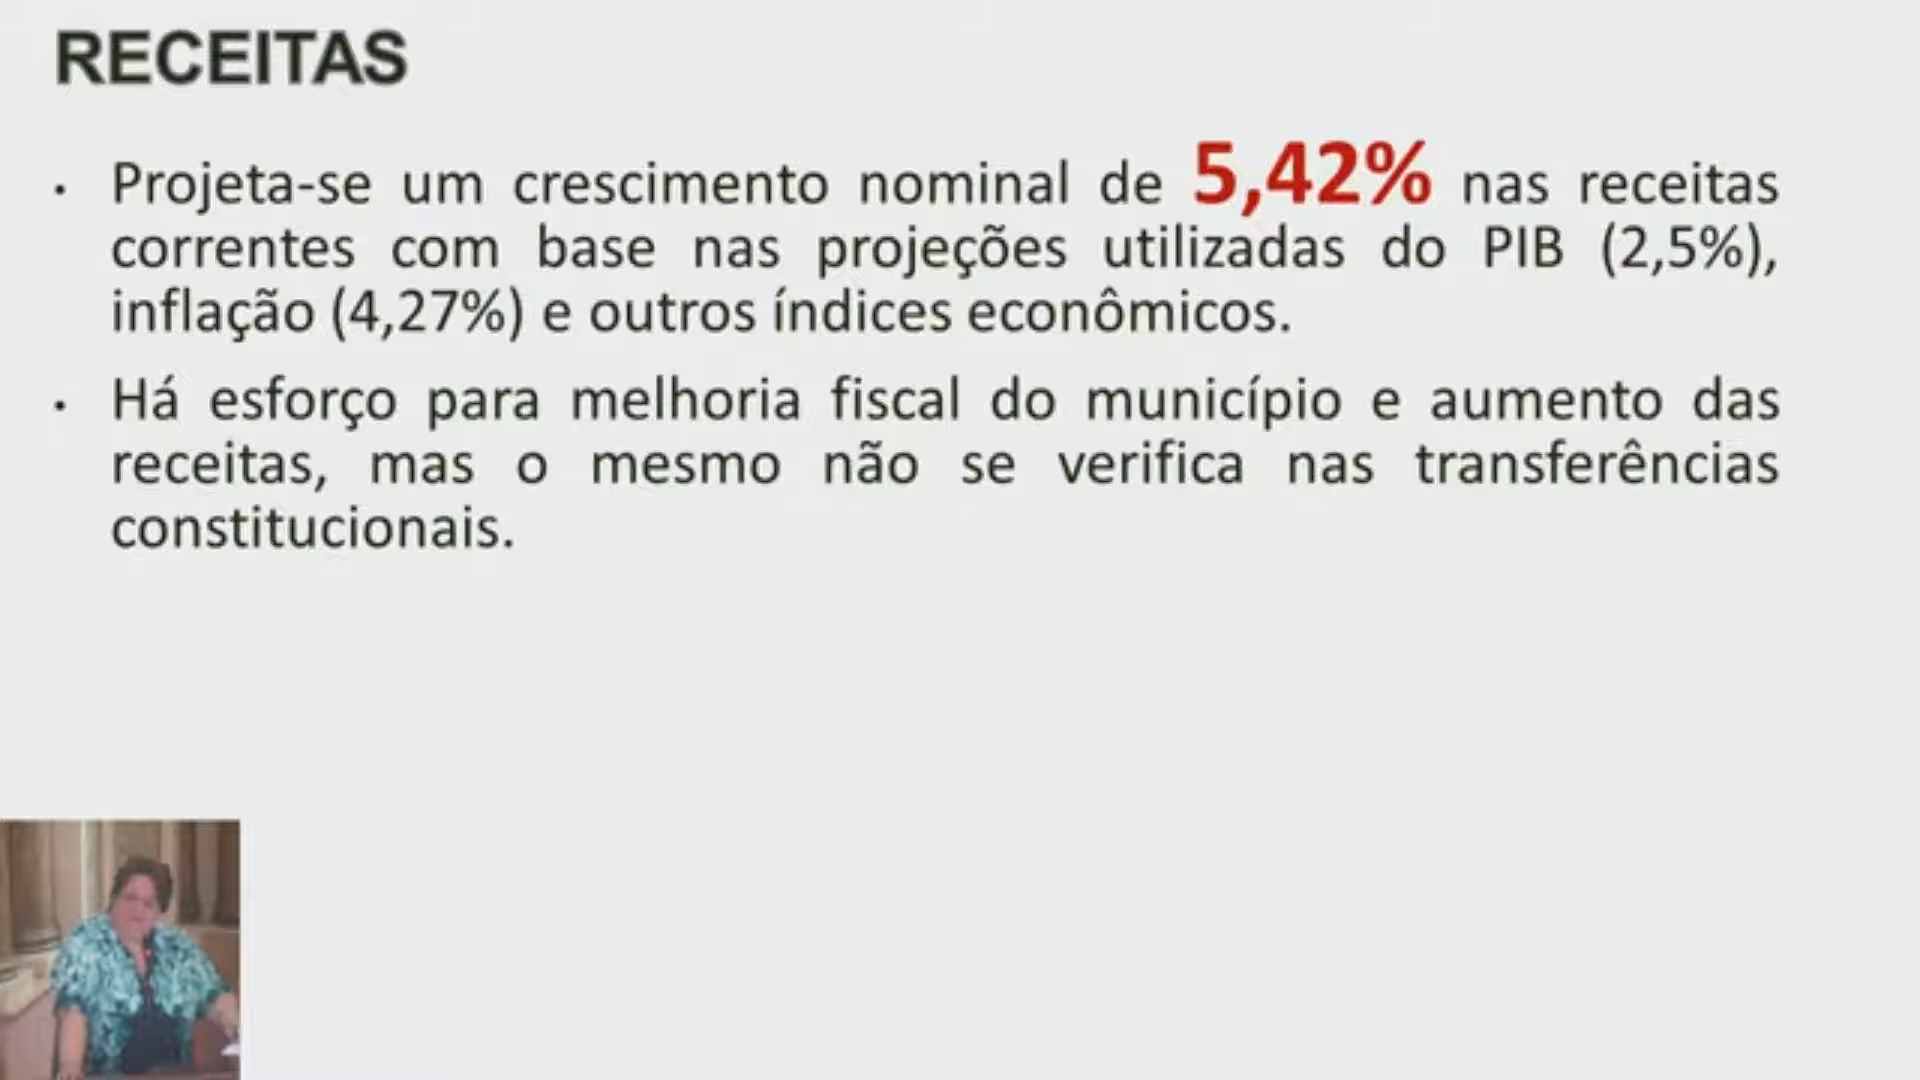 RECEITAS
• Projeta-se um crescimento nominal de 5,42% nas receitas
correntes com base nas projeções utilizadas do PIB (2,5%),
inflação (4,27%) e outros índices econômicos.
• Há esforço para melhoria fiscal do município e aumento das
receitas, mas o mesmo não se verifica nas transferências
constitucionais.